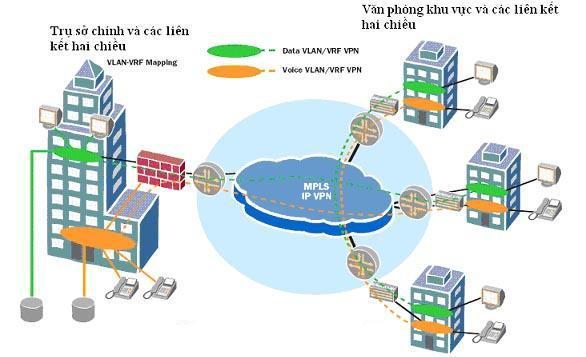 Trụ sở chính và các liên
kết hai chiều
VLAN-VRF Mapping
Data VLAN/VRF VPN
Voice VLAN/VRF VPN
Văn phòng khu vực và các liên kết
hai chiều
MPLS
IP VPN